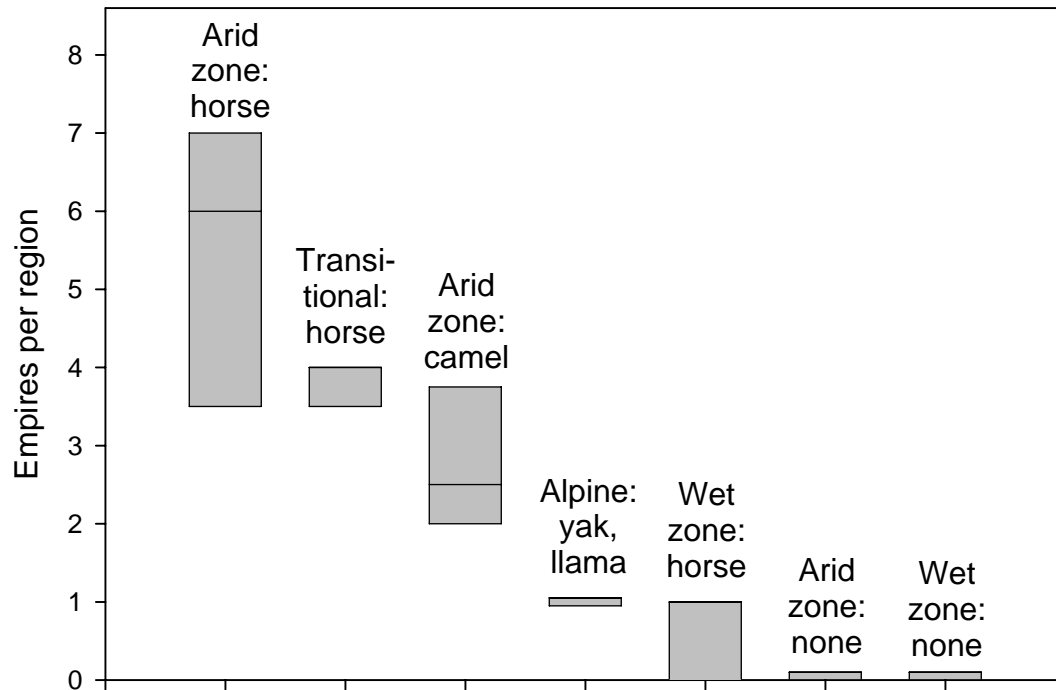 Empires per region
8
7
6
5
4
3
2
1
0
Arid
zone:
horse
Transi-
tional:
horse
Arid
zone:
camel
Alpine:
yak,
llama
Wet
zone:
horse
Arid
zone:
none
Wet
zone:
none